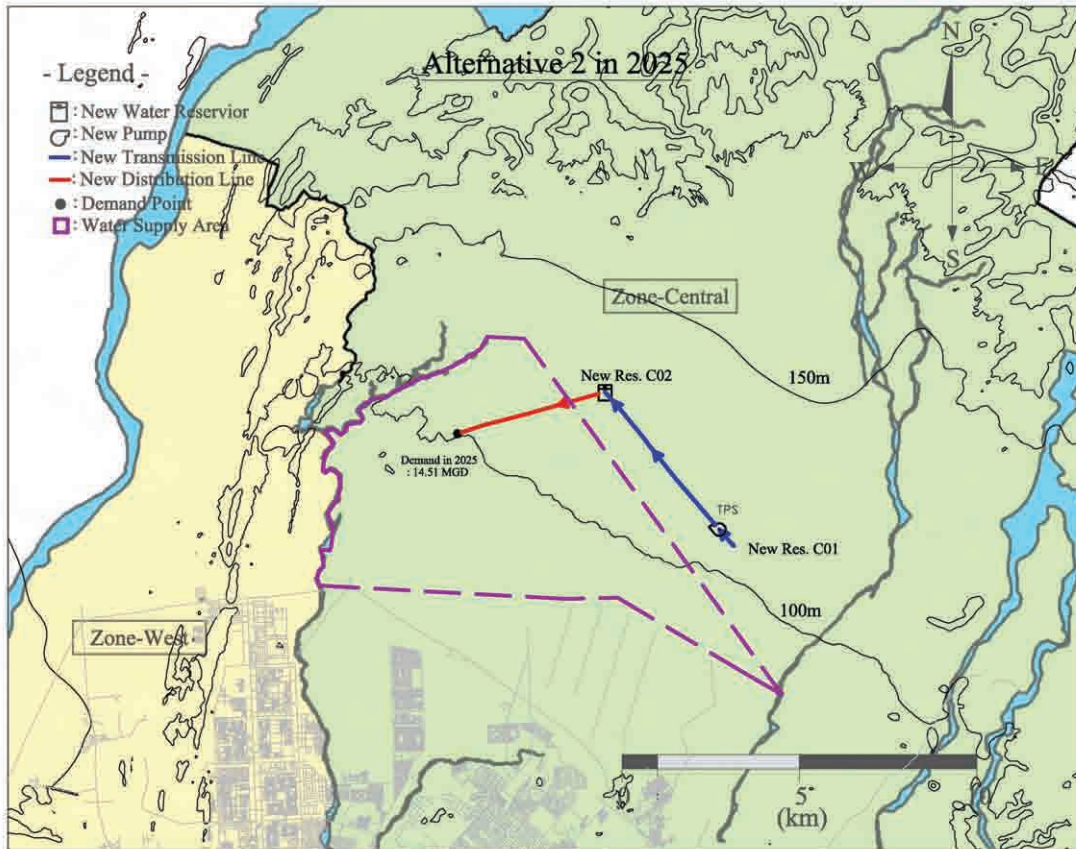 Alternative 2 in 2025
- Legend -
: New Water Reservior
: New Pump
: New Transmission Line
: New Distribution Line
: Demand Point
: Water Supply Area
N
W
E
S
Zone-Central
150m
New Res. C02
Demand in 2025
: 14.51 MGD
TPS
New Res. C01
100m
Zone-West
5
(km)